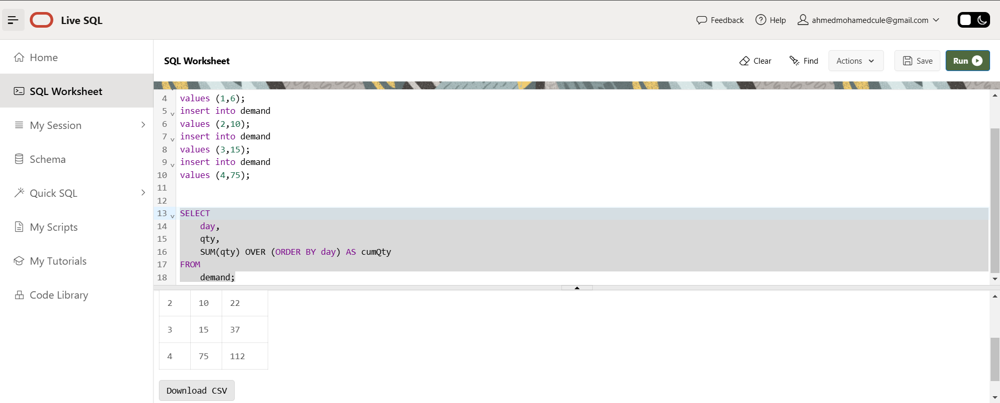 Live SQL
Feedback
Help
ahmedmohamedcule@gmail.com
Home
SQL Worksheet
My Session
Schema
Quick SQL
My Scripts
My Tutorials
Code Library
SQL Worksheet
Clear
Find
Actions
Save
Run
4 values (1,6);
5 insert into demand
6 values (2,10);
7 insert into demand
8 values (3,15);
9 insert into demand
10 values (4,75);
11
12
13 SELECT
14 day,
15 qty,
16 SUM(qty) OVER (ORDER BY day) AS cumQty
17 FROM
18 demand;
2 10 22
3 15 37
4 75 112
Download CSV